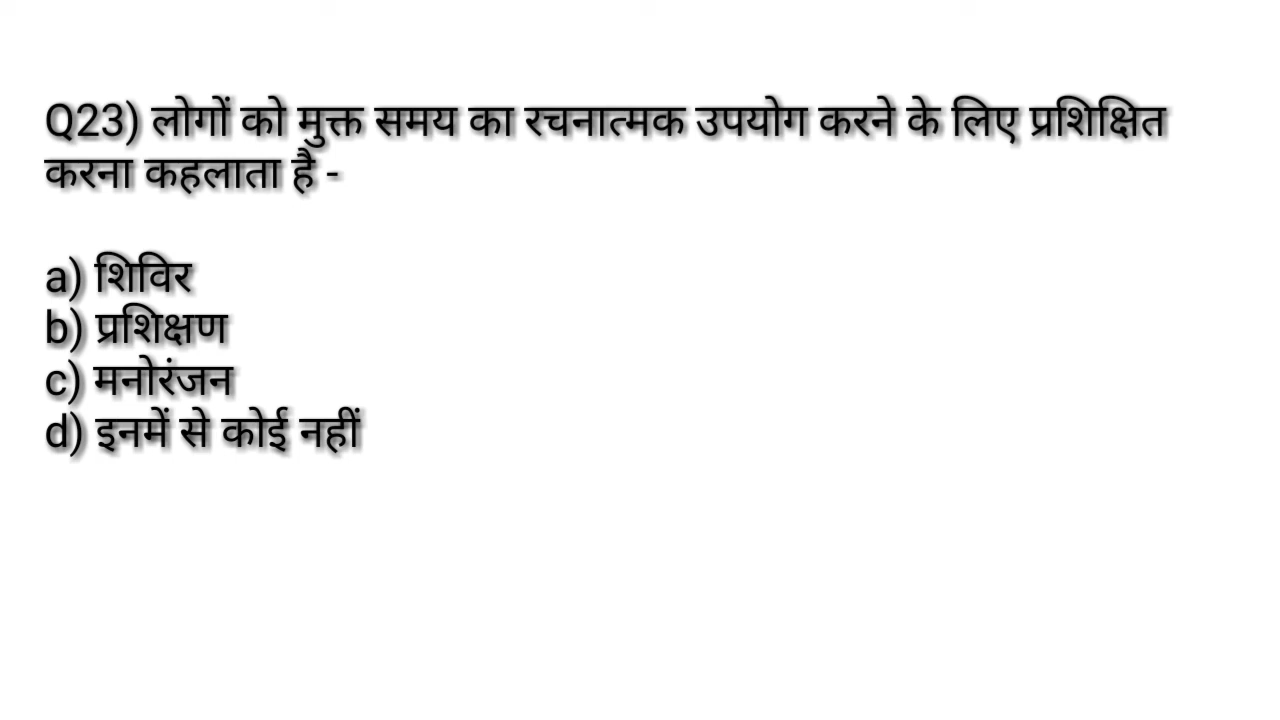 Q23) लोगों को मुक्त समय का रचनात्मक उपयोग करने के लिए प्रशिक्षित
करना कहलाता है -
a) शिविर
b) प्रशिक्षण
c) मनोरंजन
d) इनमें से कोई नहीं